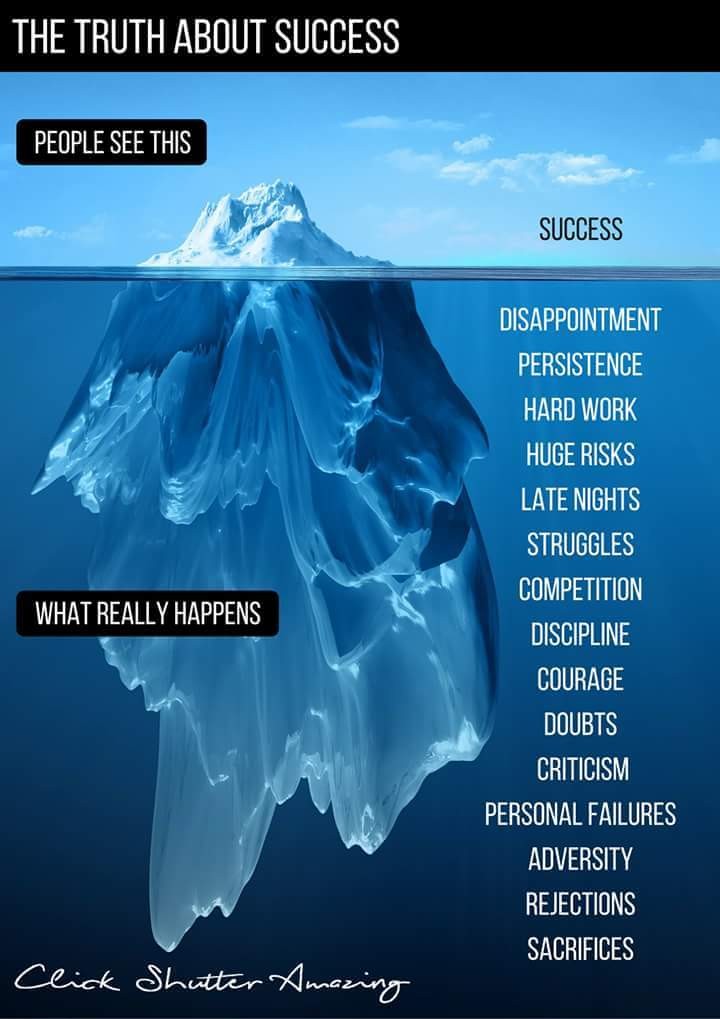 THE TRUTH ABOUT SUCCESS
PEOPLE SEE THIS
SUCCESS
DISAPPOINTMENT
PERSISTENCE
HARD WORK
HUGE RISKS
LATE NIGHTS
STRUGGLES
COMPETITION
WHAT REALLY HAPPENS
DISCIPLINE
COURAGE
DOUBTS
CRITICISM
PERSONAL FAILURES
ADVERSITY
REJECTIONS
SACRIFICES
Click Shutter Amazing